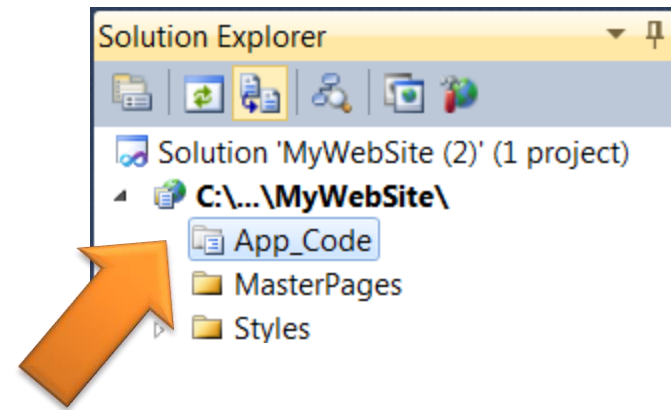 Solution Explorer
Solution 'MyWebSite (2)' (1 project)
C:\...\MyWebSite\
App_Code
MasterPages
Styles